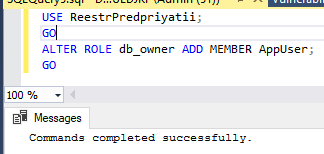 USE ReestrPredpriyatii;
GO
ALTER ROLE db_owner ADD MEMBER AppUser;
GO
100 %
Messages
Commands completed successfully.